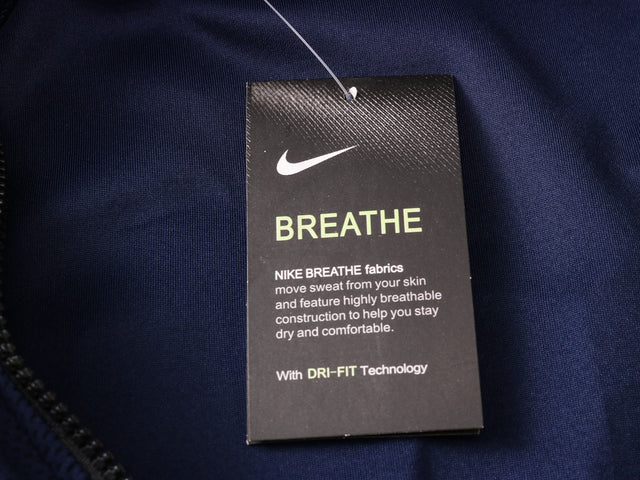 BREATHE
NIKE BREATHE fabrics
move sweat from your skin
and feature highly breathable
construction to help you stay
dry and comfortable.
With DRI-FIT Technology